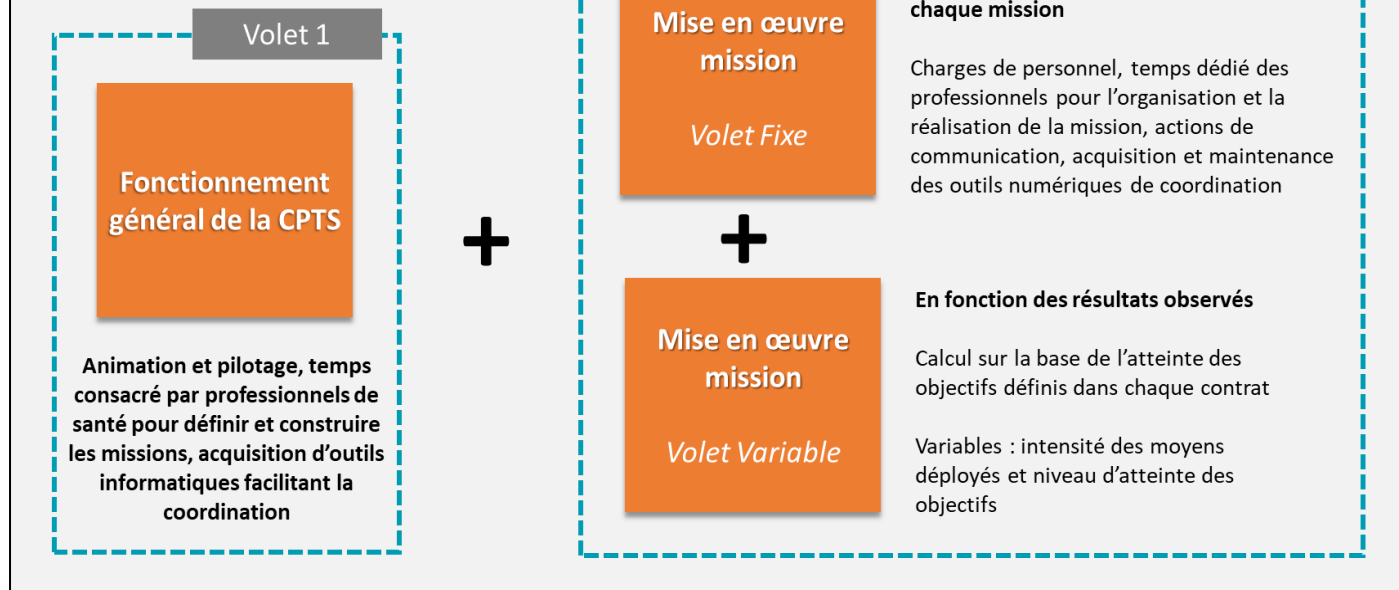 Volet 1
Fonctionnement
général de la CPTS
Animation et pilotage, temps
consacré par professionnels de
santé pour définir et construire
les missions, acquisition d’outils
informatiques facilitant la
coordination
+
Mise en œuvre
mission
Volet Fixe
chaque mission
Charges de personnel, temps dédié des
professionnels pour l’organisation et la
réalisation de la mission, actions de
communication, acquisition et maintenance
des outils numériques de coordination
+
Mise en œuvre
mission
Volet Variable
En fonction des résultats observés
Calcul sur la base de l’atteinte des
objectifs définis dans chaque contrat
Variables : intensité des moyens
déployés et niveau d’atteinte des
objectifs